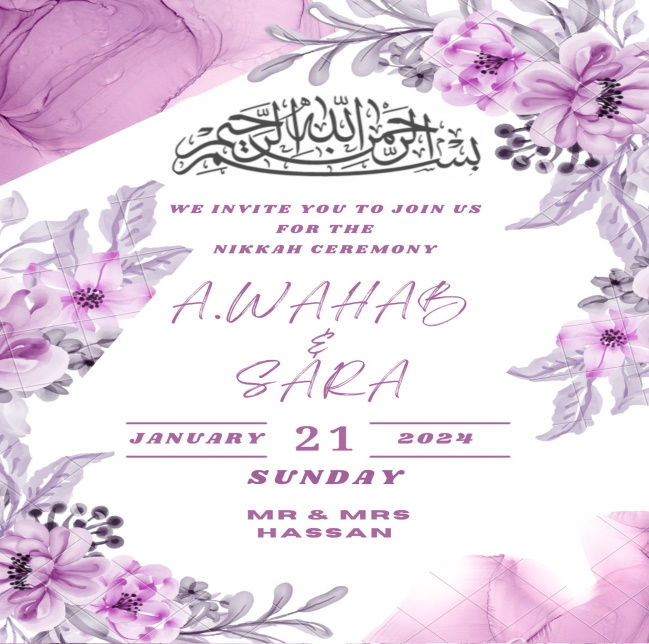 بسم الله الرحمن الرحيم
WE INVITE YOU TO JOIN US
FOR THE
NIKKAH CEREMONY
A.WAHAB
&
SARA
JANUARY 21 2024
SUNDAY
MR & MRS
HASSAN